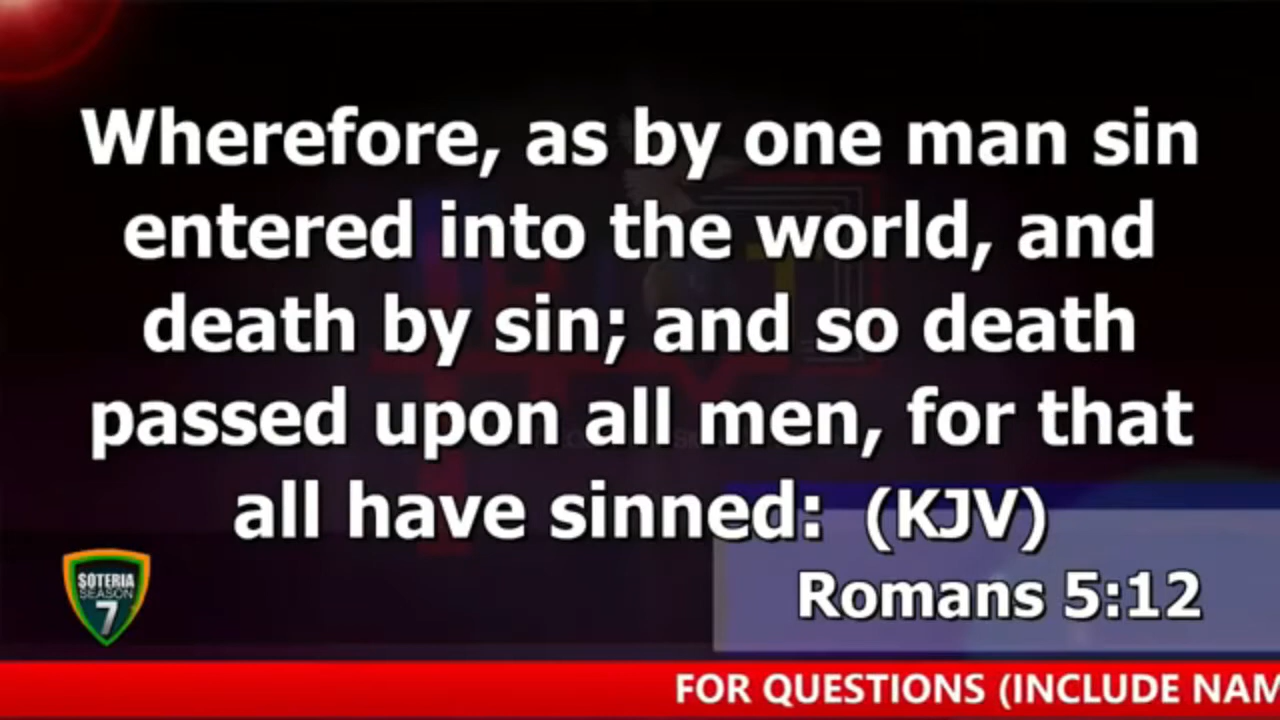 Wherefore, as by one man sin
entered into the world, and
death by sin; and so death
passed upon all men, for that
all have sinned:  (KJV)
Romans 5:12
SOTERIA
SEASON
7
FOR QUESTIONS (INCLUDE NAM